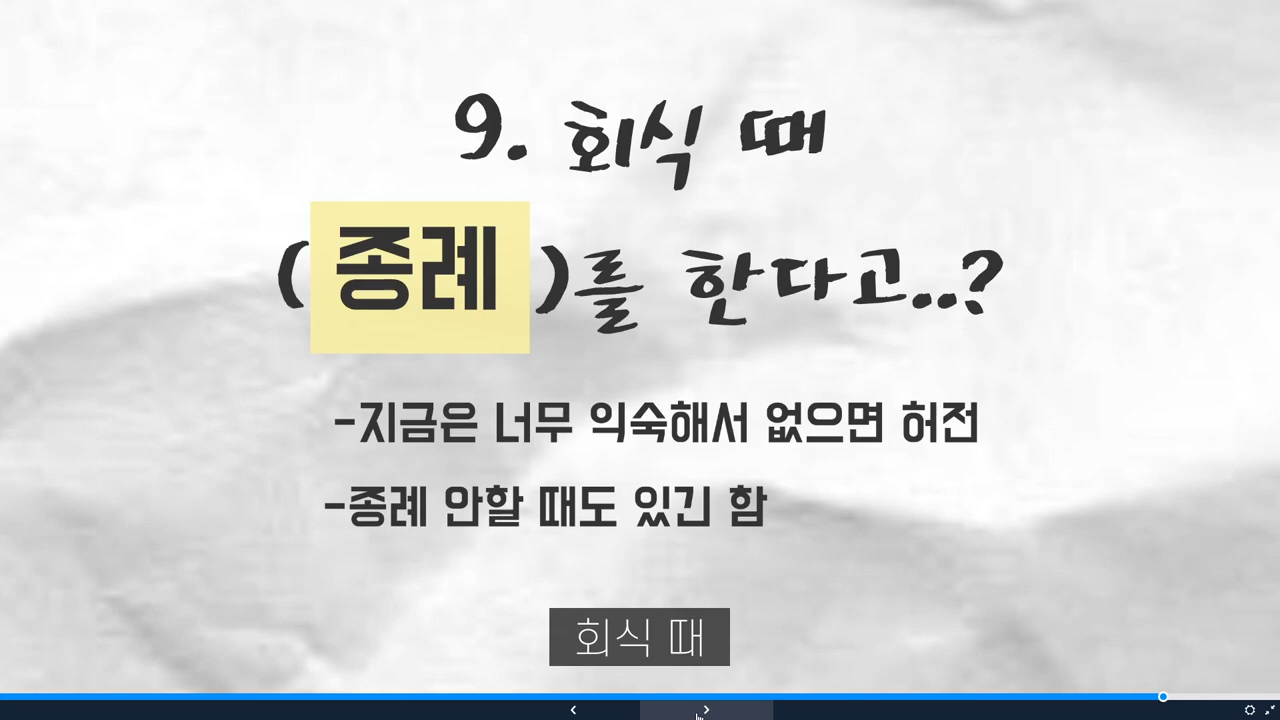 9. 회식 때
( 종례 )를 한다고..?
-지금은 너무 익숙해서 없으면 허전
-종례 안할 때도 있긴 함
회식 때